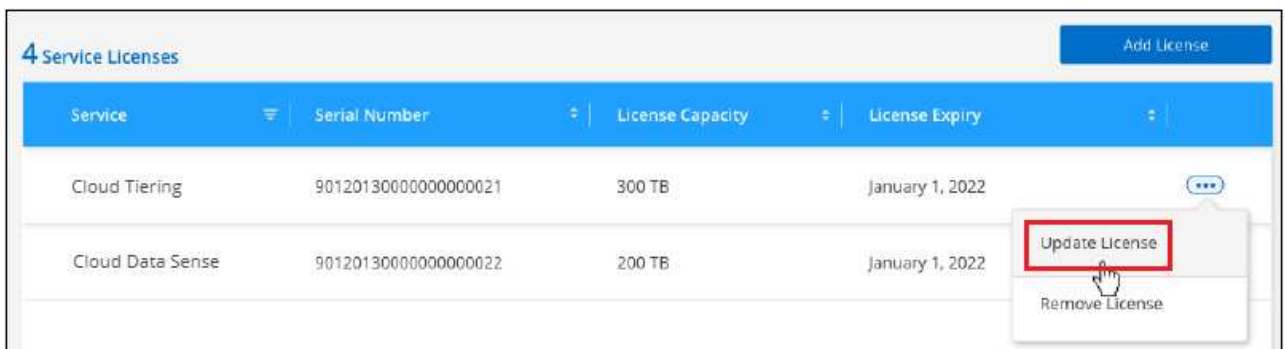 4 Service Licenses
Add License
Service Serial Number License Capacity License Expiry
Cloud Tiering 90120130000000000021 300 TB January 1, 2022
Update License
Cloud Data Sense 90120130000000000022 200 TB January 1, 2022
Remove License